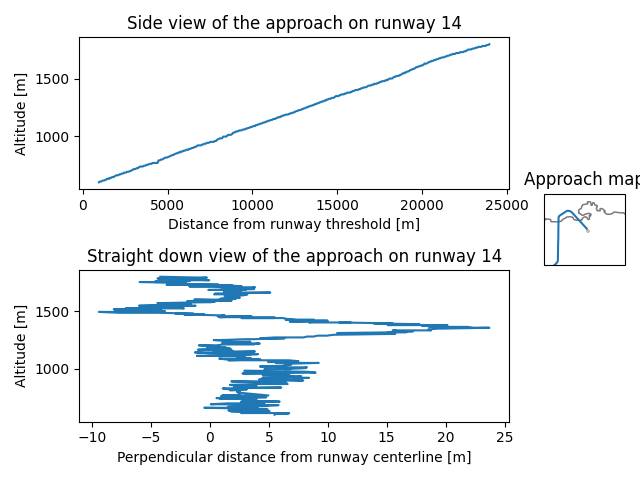 Side view of the approach on runway 14
Altitude [m]
1500
1000
0 5000 10000 15000 20000 25000
Distance from runway threshold [m]
Approach map
Straight down view of the approach on runway 14
Altitude [m]
1500
1000
−10 −5 0 5 10 15 20 25
Perpendicular distance from runway centerline [m]